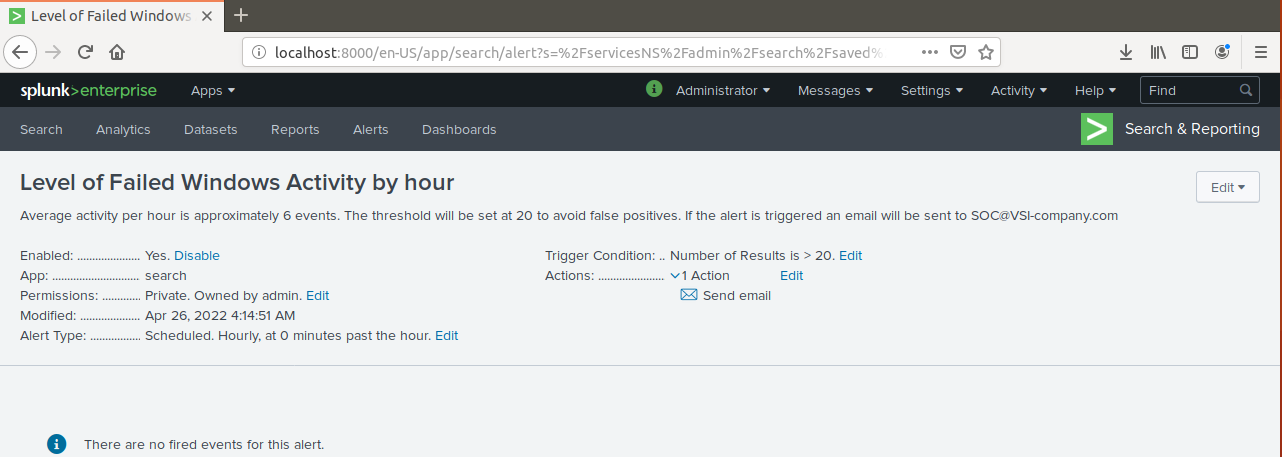 Level of Failed Windows
localhost:8000/en-US/app/search/alert?s=%2FservicesNS%2Fadmin%2Fsearch%2Fsaved%
splunk>enterprise Apps Administrator Messages Settings Activity Help Find
Search Analytics Datasets Reports Alerts Dashboards Search & Reporting
Level of Failed Windows Activity by hour
Edit
Average activity per hour is approximately 6 events. The threshold will be set at 20 to avoid false positives. If the alert is triggered an email will be sent to SOC@VSI-company.com
Enabled: ..................... Yes. Disable
App: ............................. search
Permissions: ............. Private. Owned by admin. Edit
Modified: .................... Apr 26, 2022 4:14:51 AM
Alert Type: ................. Scheduled. Hourly, at 0 minutes past the hour. Edit
Trigger Condition: .. Number of Results is > 20. Edit
Actions: ...................... 1 Action Edit
Send email
There are no fired events for this alert.